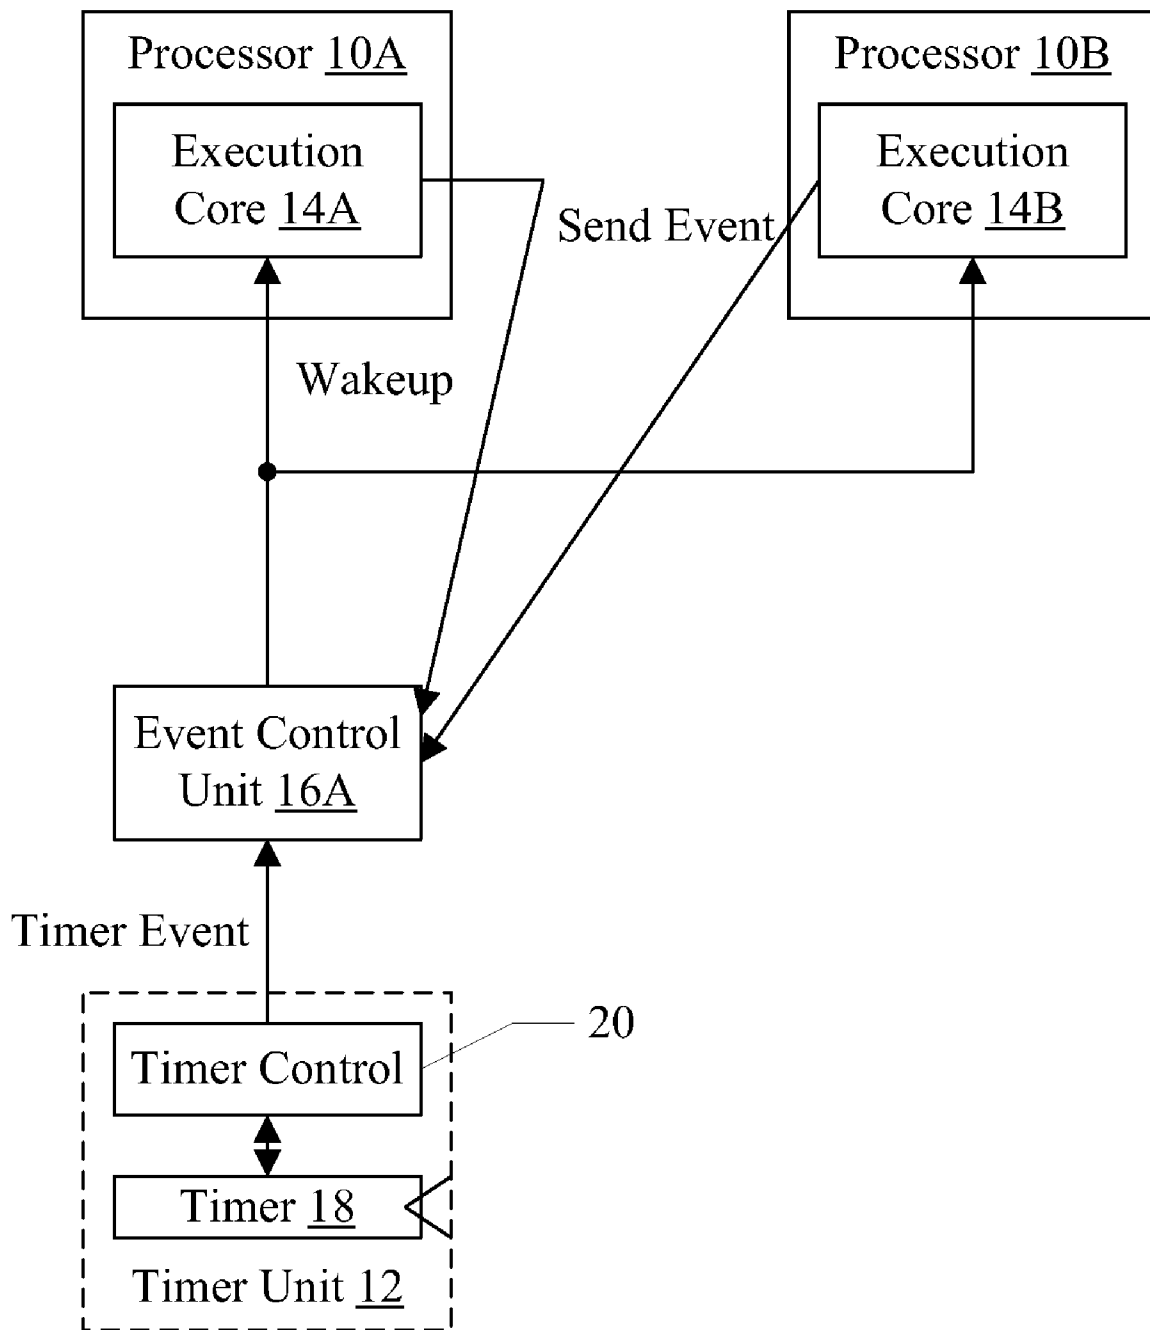 Processor 10A
Execution
Core 14A
Processor 10B
Execution
Core 14B
Send Event
Wakeup
Event Control
Unit 16A
Timer Event
Timer Control
20
Timer 18
Timer Unit 12